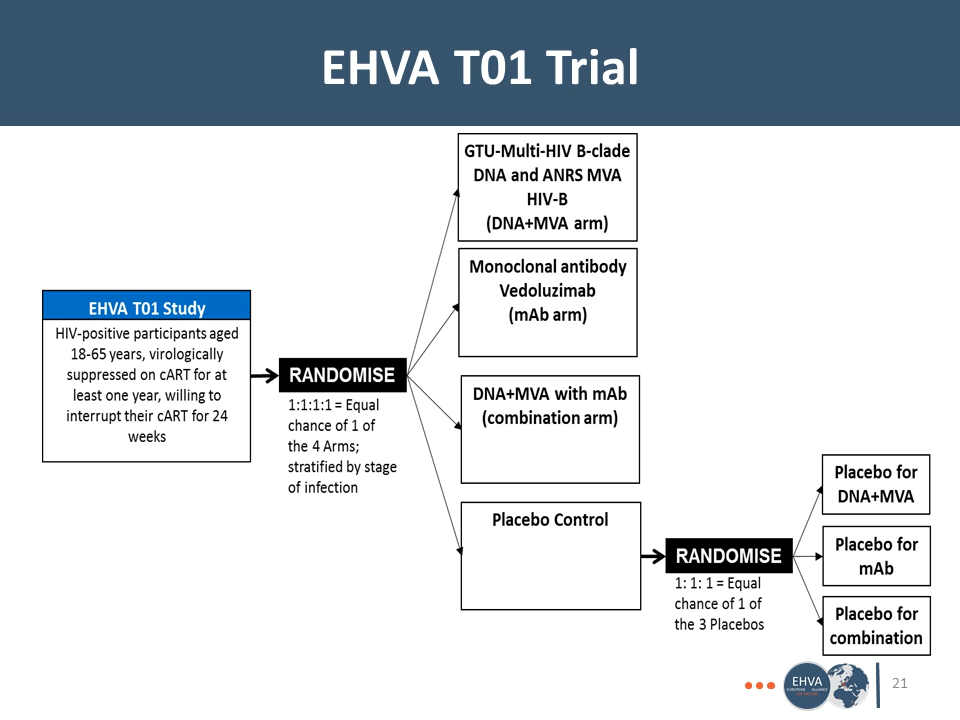 EHVA T01 Trial
GTU-Multi-HIV B-clade
DNA and ANRS MVA
HIV-B
(DNA+MVA arm)
Monoclonal antibody
Vedoluzimab
(mAb arm)
EHVA T01 Study
HIV-positive participants aged
18-65 years, virologically
suppressed on cART for at
least one year, willing to
interrupt their cART for 24
weeks
RANDOMISE
1:1:1:1 = Equal
chance of 1 of
the 4 Arms;
stratified by stage
of infection
DNA+MVA with mAb
(combination arm)
Placebo Control
RANDOMISE
1: 1: 1 = Equal
chance of 1 of
the 3 Placebos
Placebo for
DNA+MVA
Placebo for
mAb
Placebo for
combination
EHVA
EUROPEAN ALLIANCE
21